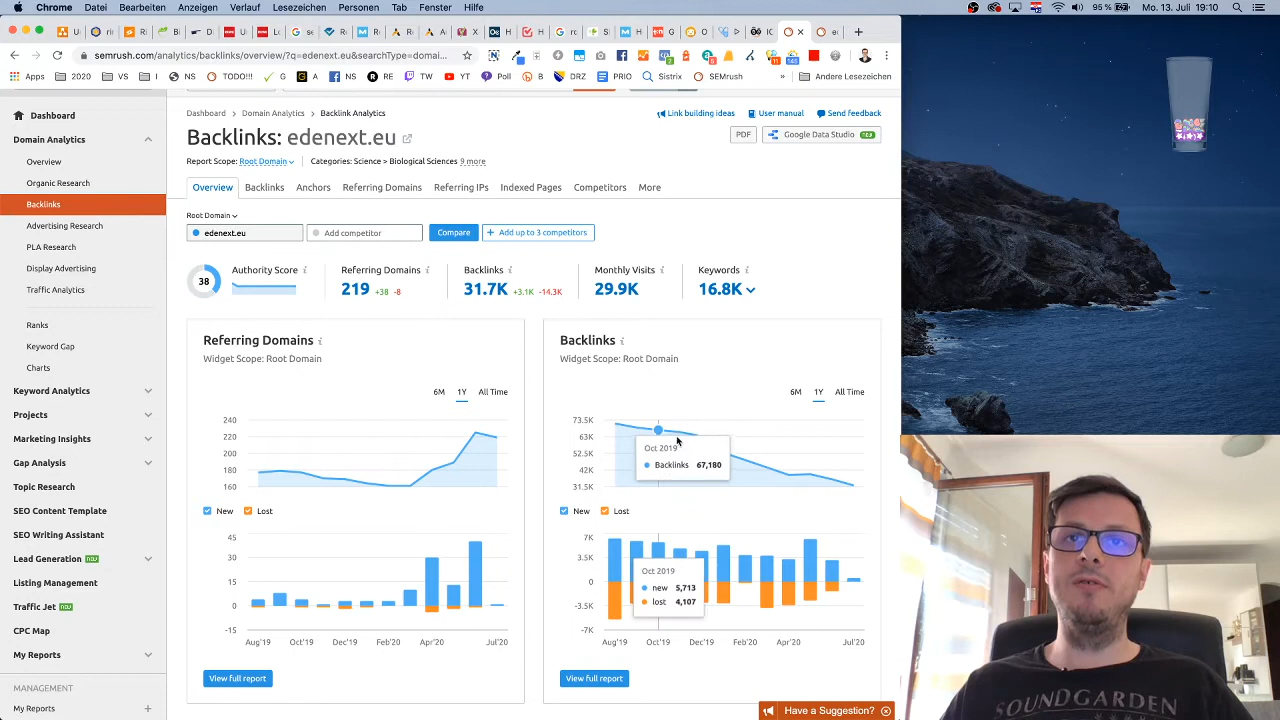 Chrome Datei Bearbeiten Verlauf Lesezeichen Personen Tab Fenster Hilfe
95 % Mo. 13. Juli 19:10
semrush.com/analytics/backlinks/overview/?q=edenext.eu&searchType=domai...
Apps 2020 VS I NS TODO!!! G A NS RE TW YT Poll B DRZ PRIO Sistrix SEMrush » Andere Lesezeichen
Dashboard
Domain Analytics
Overview
Organic Research
Backlinks
Advertising Research
PLA Research
Display Advertising
Traffic Analytics
Ranks
Keyword Gap
Charts
Keyword Analytics
Projects
Marketing Insights
Gap Analysis
Topic Research
SEO Content Template
SEO Writing Assistant
Lead Generation NEW
Listing Management
Traffic Jet NEW
CPC Map
My Reports
MANAGEMENT
My Reports +
Dashboard > Domain Analytics > Backlink Analytics
Link building ideas User manual Send feedback
Backlinks: edenext.eu
PDF Google Data Studio NEW
Report Scope: Root Domain Categories: Science > Biological Sciences 9 more
Overview Backlinks Anchors Referring Domains Referring IPs Indexed Pages Competitors More
Root Domain
edenext.eu Add competitor Compare + Add up to 3 competitors
38 Authority Score Referring Domains Backlinks Monthly Visits Keywords
219 +38 -8 31.7K +3.1K -14.3K 29.9K 16.8K
Referring Domains
Widget Scope: Root Domain
6M 1Y All Time
240
220
200
180
160
New Lost
45
30
15
0
-15
Aug'19 Oct'19 Dec'19 Feb'20 Apr'20 Jul'20
View full report
Backlinks
Widget Scope: Root Domain
6M 1Y All Time
73.5K
63K
52.5K
42K
31.5K
Oct 2019
Backlinks 67,180
New Lost
7K
3.5K
0
-3.5K
-7K
Oct 2019
new 5,713
lost 4,107
Aug'19 Oct'19 Dec'19 Feb'20 Apr'20 Jul'20
View full report
Have a Suggestion?
SOUNDGARDEN